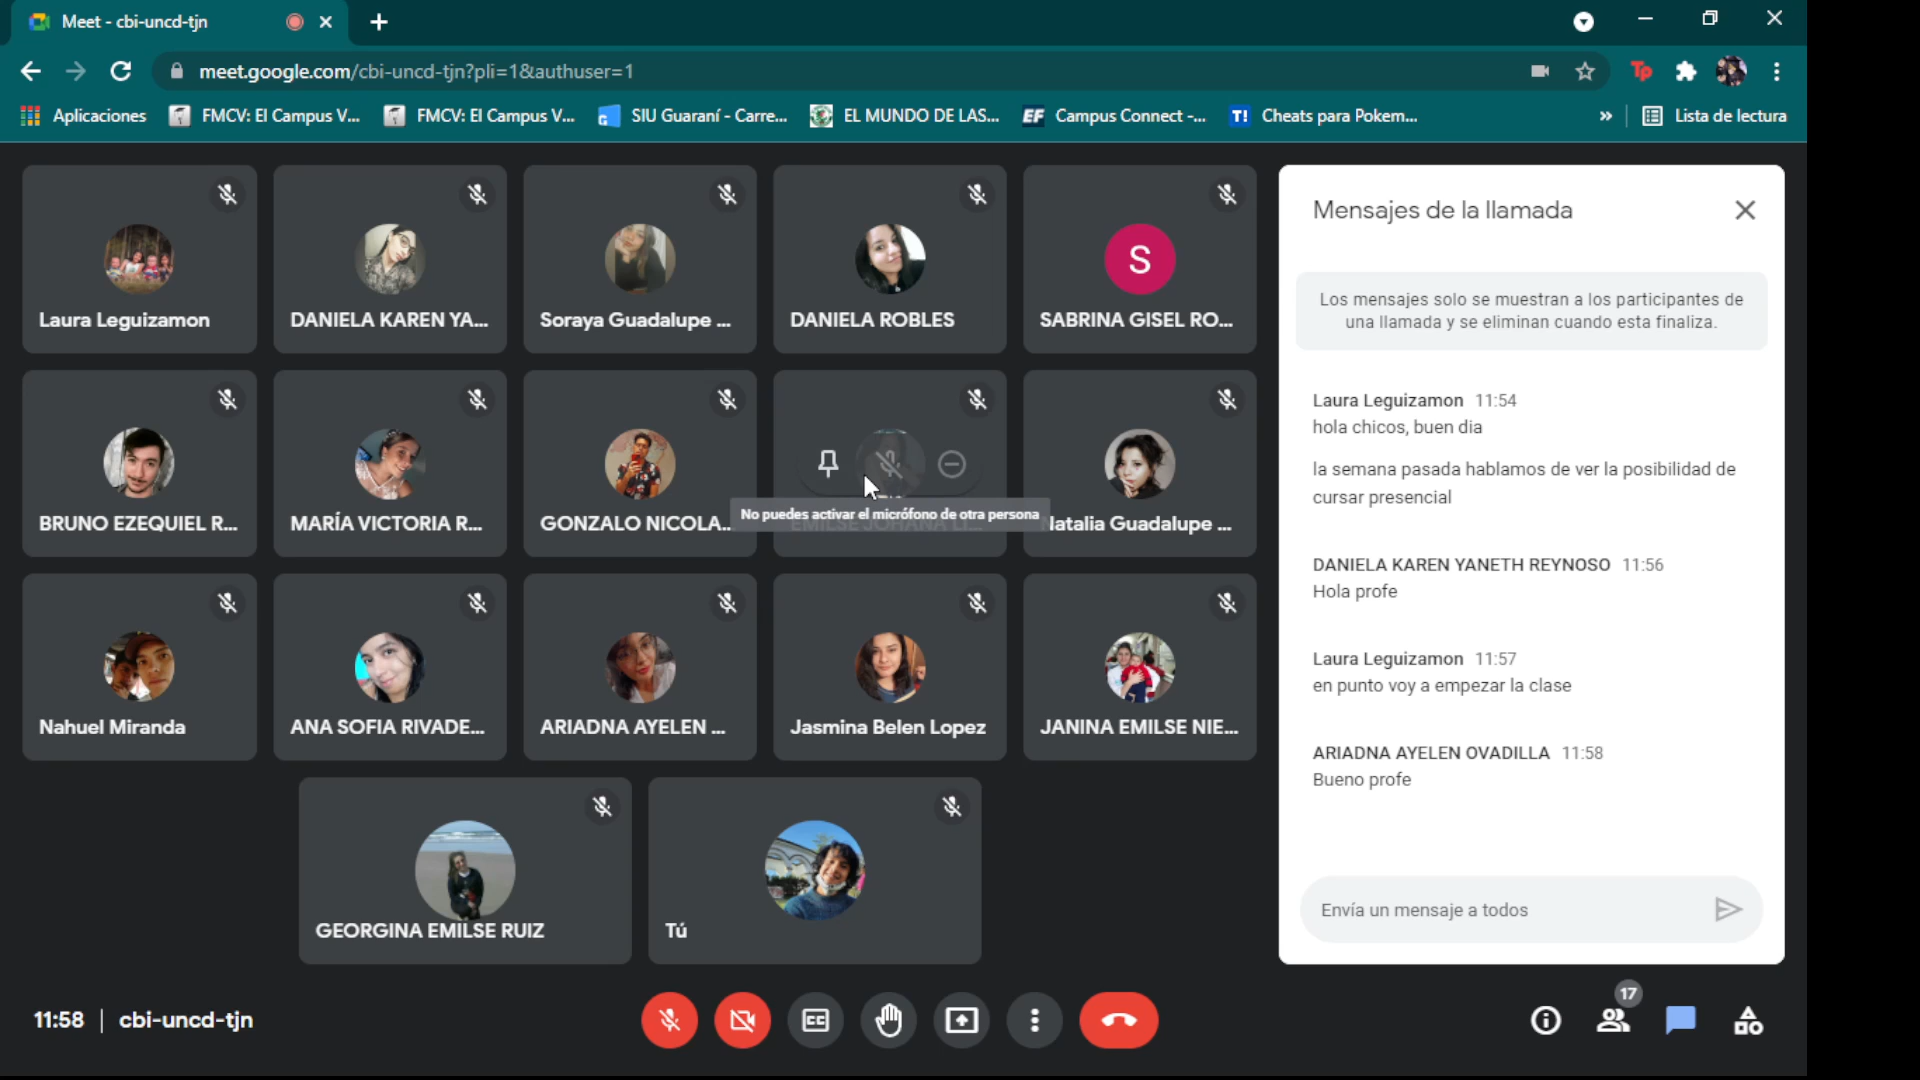 Meet - cbi-uncd-tjn
meet.google.com/cbi-uncd-tjn?pli=1&authuser=1
Aplicaciones
FMCV: El Campus V...
FMCV: El Campus V...
SIU Guaraní - Carre...
EL MUNDO DE LAS...
EF Campus Connect -...
T! Cheats para Pokem...
»
Lista de lectura
Laura Leguizamon
DANIELA KAREN YA...
Soraya Guadalupe ...
DANIELA ROBLES
S
SABRINA GISEL RO...
BRUNO EZEQUIEL R...
MARÍA VICTORIA R...
GONZALO NICOLA...
No puedes activar el micrófono de otra persona
EMILSE JOHANA LI...
Natalia Guadalupe ...
Nahuel Miranda
ANA SOFIA RIVADE...
ARIADNA AYELEN ...
Jasmina Belen Lopez
JANINA EMILSE NIE...
GEORGINA EMILSE RUIZ
Tú
Mensajes de la llamada
Los mensajes solo se muestran a los participantes de
una llamada y se eliminan cuando esta finaliza.
Laura Leguizamon 11:54
hola chicos, buen dia
la semana pasada hablamos de ver la posibilidad de
cursar presencial
DANIELA KAREN YANETH REYNOSO 11:56
Hola profe
Laura Leguizamon 11:57
en punto voy a empezar la clase
ARIADNA AYELEN OVADILLA 11:58
Bueno profe
Envía un mensaje a todos
11:58 | cbi-uncd-tjn
17